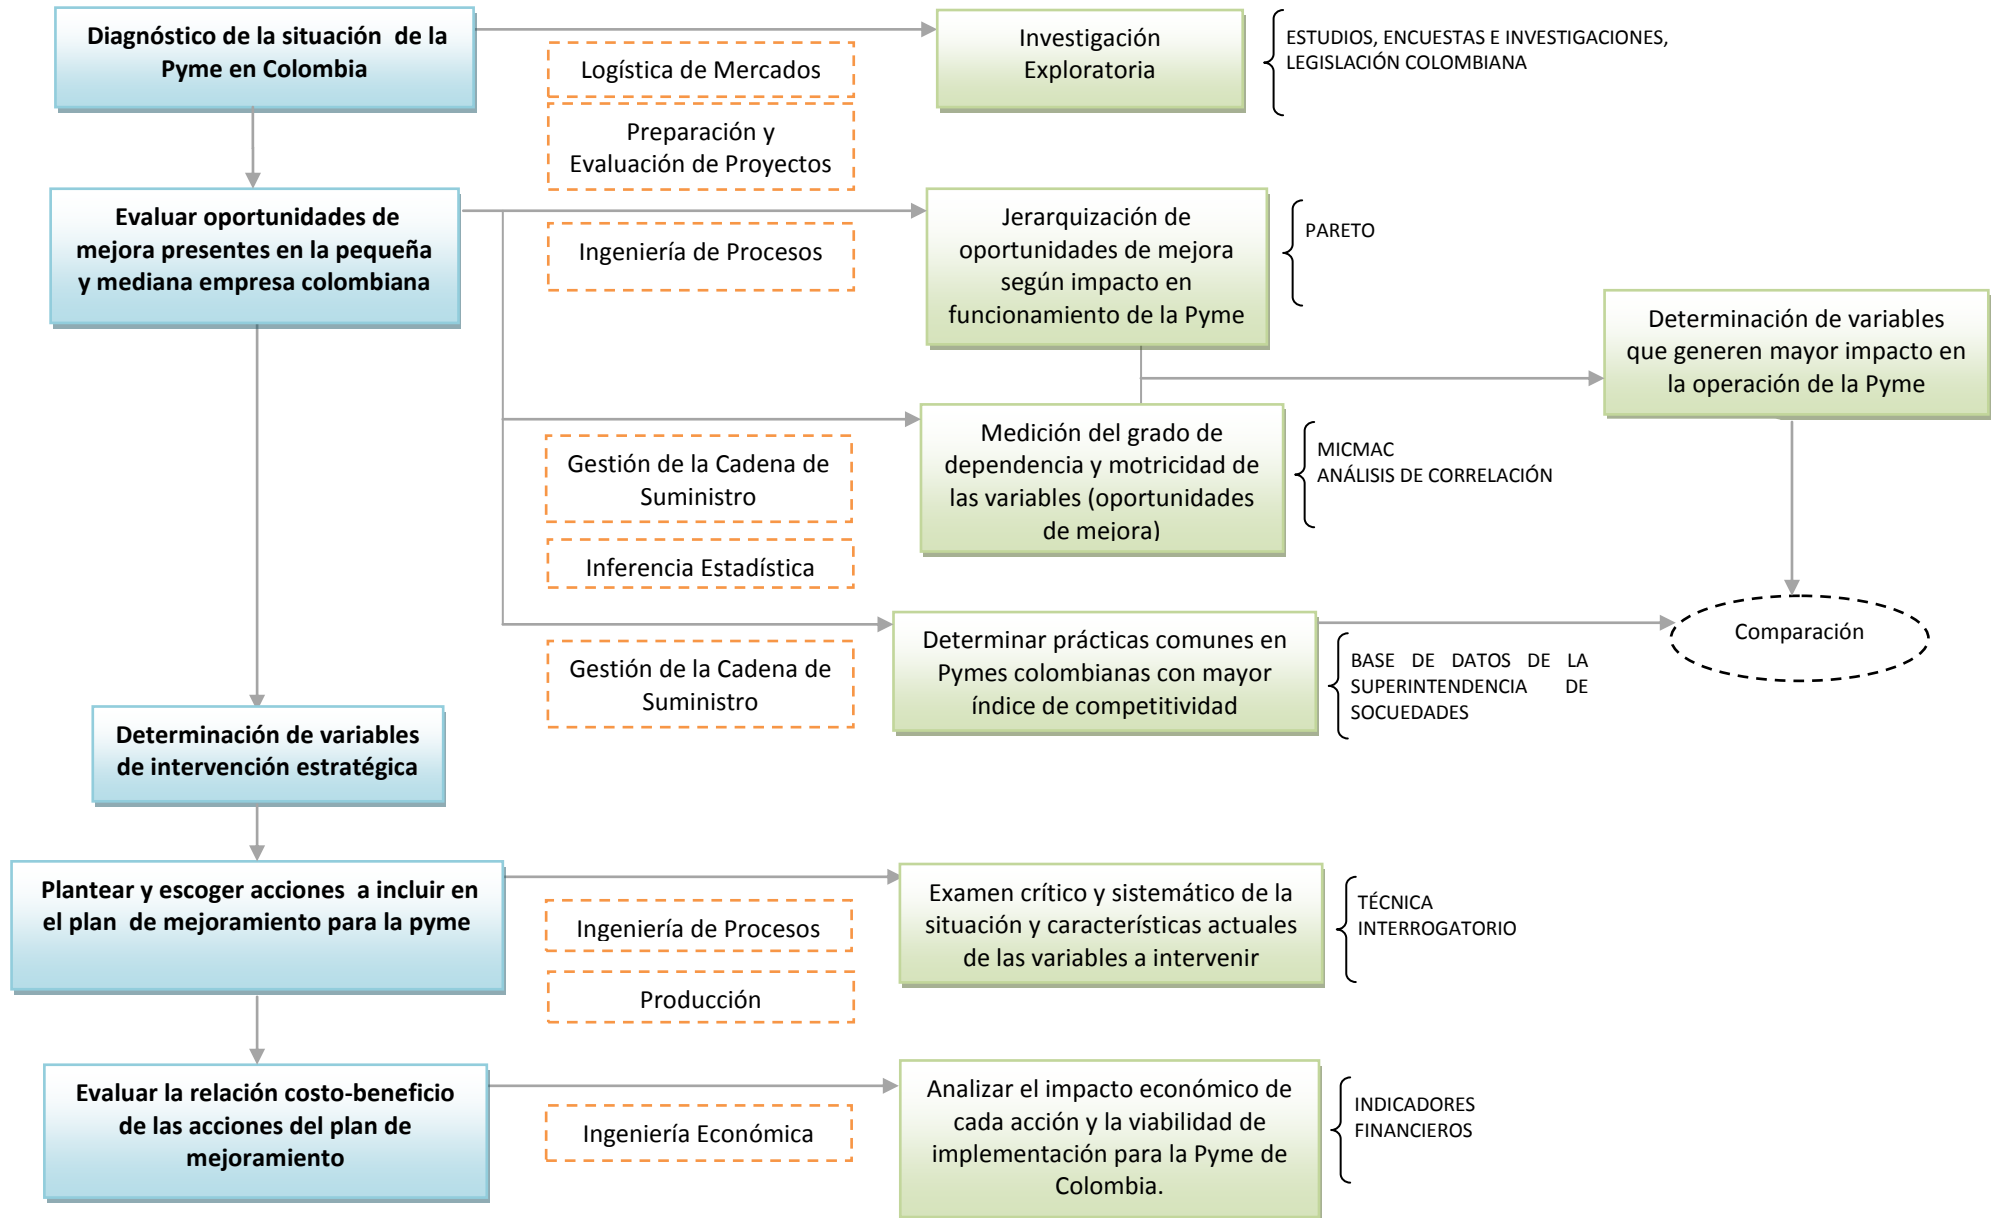 Diagnóstico de la situación de la
Pyme en Colombia
Logística de Mercados
Preparación y
Evaluación de Proyectos
Investigación
Exploratoria
ESTUDIOS, ENCUESTAS E INVESTIGACIONES,
LEGISLACIÓN COLOMBIANA
Evaluar oportunidades de
mejora presentes en la pequeña
y mediana empresa colombiana
Ingeniería de Procesos
Jerarquización de
oportunidades de mejora
según impacto en
funcionamiento de la Pyme
PARETO
Determinación de variables
que generen mayor impacto en
la operación de la Pyme
Gestión de la Cadena de
Suministro
Inferencia Estadística
Medición del grado de
dependencia y motricidad de
las variables (oportunidades
de mejora)
MICMAC
ANÁLISIS DE CORRELACIÓN
Gestión de la Cadena de
Suministro
Determinar prácticas comunes en
Pymes colombianas con mayor
índice de competitividad
BASE DE DATOS DE LA
SUPERINTENDENCIA DE
SOCUEDADES
Comparación
Determinación de variables
de intervención estratégica
Plantear y escoger acciones a incluir en
el plan de mejoramiento para la pyme
Ingeniería de Procesos
Producción
Examen crítico y sistemático de la
situación y características actuales
de las variables a intervenir
TÉCNICA
INTERROGATORIO
Evaluar la relación costo-beneficio
de las acciones del plan de
mejoramiento
Ingeniería Económica
Analizar el impacto económico de
cada acción y la viabilidad de
implementación para la Pyme de
Colombia.
INDICADORES
FINANCIEROS